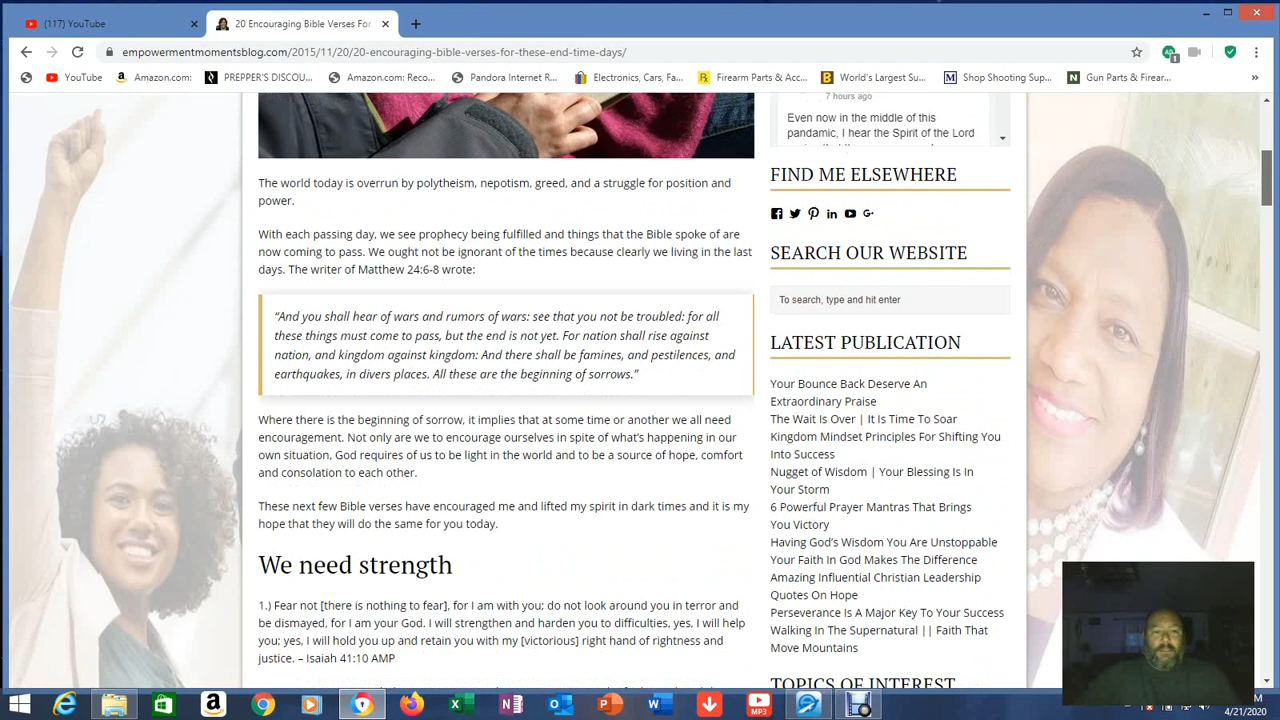 (117) YouTube
20 Encouraging Bible Verses For
empowermentmomentsblog.com/2015/11/20/20-encouraging-bible-verses-for-these-end-time-days/
YouTube
Amazon.com:
PREPPER'S DISCOU...
Amazon.com: Reco...
Pandora Internet R...
Electronics, Cars, Fa...
Firearm Parts & Acc...
World's Largest Su...
Shop Shooting Sup...
Gun Parts & Firear...
»
The world today is overrun by polytheism, nepotism, greed, and a struggle for position and
power.
With each passing day, we see prophecy being fulfilled and things that the Bible spoke of are
now coming to pass. We ought not be ignorant of the times because clearly we living in the last
days. The writer of Matthew 24:6-8 wrote:
“And you shall hear of wars and rumors of wars: see that you not be troubled: for all
these things must come to pass, but the end is not yet. For nation shall rise against
nation, and kingdom against kingdom: And there shall be famines, and pestilences, and
earthquakes, in divers places. All these are the beginning of sorrows.”
Where there is the beginning of sorrow, it implies that at some time or another we all need
encouragement. Not only are we to encourage ourselves in spite of what’s happening in our
own situation, God requires of us to be light in the world and to be a source of hope, comfort
and consolation to each other.
These next few Bible verses have encouraged me and lifted my spirit in dark times and it is my
hope that they will do the same for you today.
We need strength
1.) Fear not [there is nothing to fear], for I am with you; do not look around you in terror and
be dismayed, for I am your God. I will strengthen and harden you to difficulties, yes, I will help
you; yes, I will hold you up and retain you with my [victorious] right hand of rightness and
justice. – Isaiah 41:10 AMP
7 hours ago
Even now in the middle of this
pandemic, I hear the Spirit of the Lord
FIND ME ELSEWHERE
SEARCH OUR WEBSITE
To search, type and hit enter
LATEST PUBLICATION
Your Bounce Back Deserve An
Extraordinary Praise
The Wait Is Over | It Is Time To Soar
Kingdom Mindset Principles For Shifting You
Into Success
Nugget of Wisdom | Your Blessing Is In
Your Storm
6 Powerful Prayer Mantras That Brings
You Victory
Having God’s Wisdom You Are Unstoppable
Your Faith In God Makes The Difference
Amazing Influential Christian Leadership
Quotes On Hope
Perseverance Is A Major Key To Your Success
Walking In The Supernatural || Faith That
Move Mountains
TOPICS OF INTEREST
MP3
4/21/2020